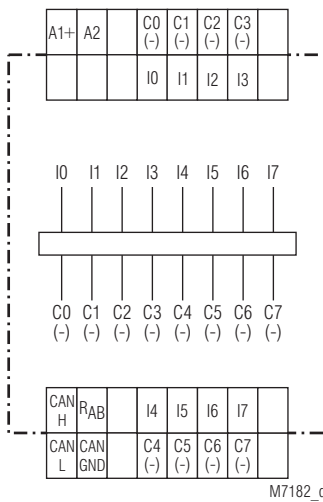 A1+ A2 C0 (-) C1 (-) C2 (-) C3 (-)
I0 I1 I2 I3
I0 I1 I2 I3 I4 I5 I6 I7
C0 C1 C2 C3 C4 C5 C6 C7
(-) (-) (-) (-) (-) (-) (-) (-)
CAN H RAB I4 I5 I6 I7
CAN L CAN GND C4 (-) C5 (-) C6 (-) C7 (-)